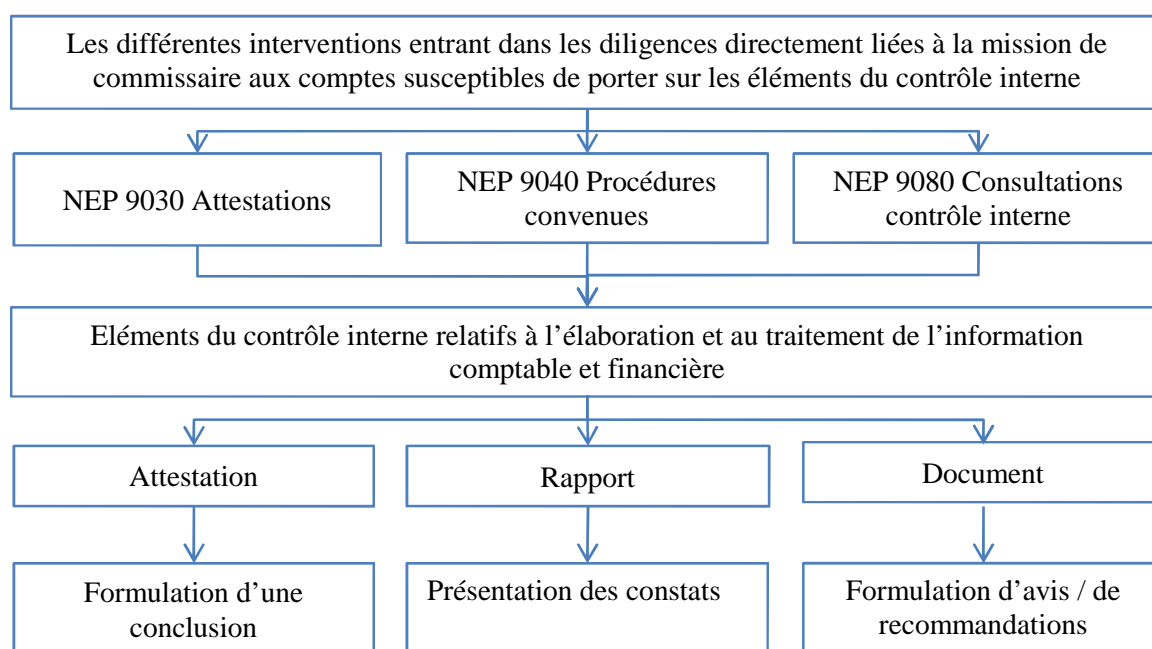 Les différentes interventions entrant dans les diligences directement liées à la mission de
commissaire aux comptes susceptibles de porter sur les éléments du contrôle interne
NEP 9030 Attestations
NEP 9040 Procédures
convenues
NEP 9080 Consultations
contrôle interne
Eléments du contrôle interne relatifs à l’élaboration et au traitement de l’information
comptable et financière
Attestation
Rapport
Document
Formulation d’une
conclusion
Présentation des constats
Formulation d’avis / de
recommandations